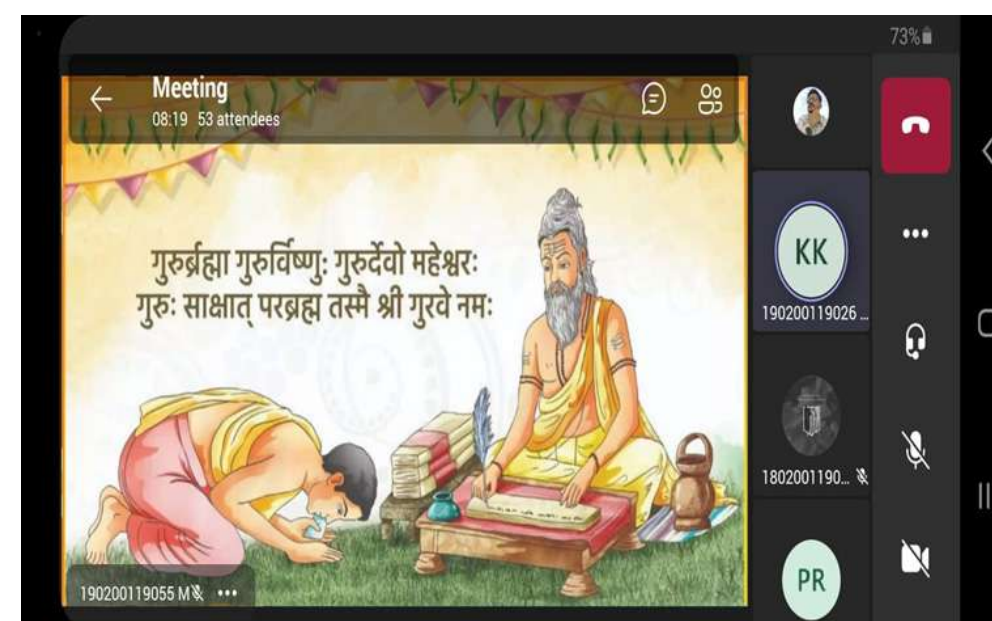 73%
Meeting
08:19 53 attendees
गुरुर्ब्रह्मा गुरुर्विष्णु: गुरुर्देवो महेश्वरः
गुरुः साक्षात् परब्रह्म तस्मै श्री गुरवे नमः
KK
190200119026 ...
1802001190...
PR
190200119055 M